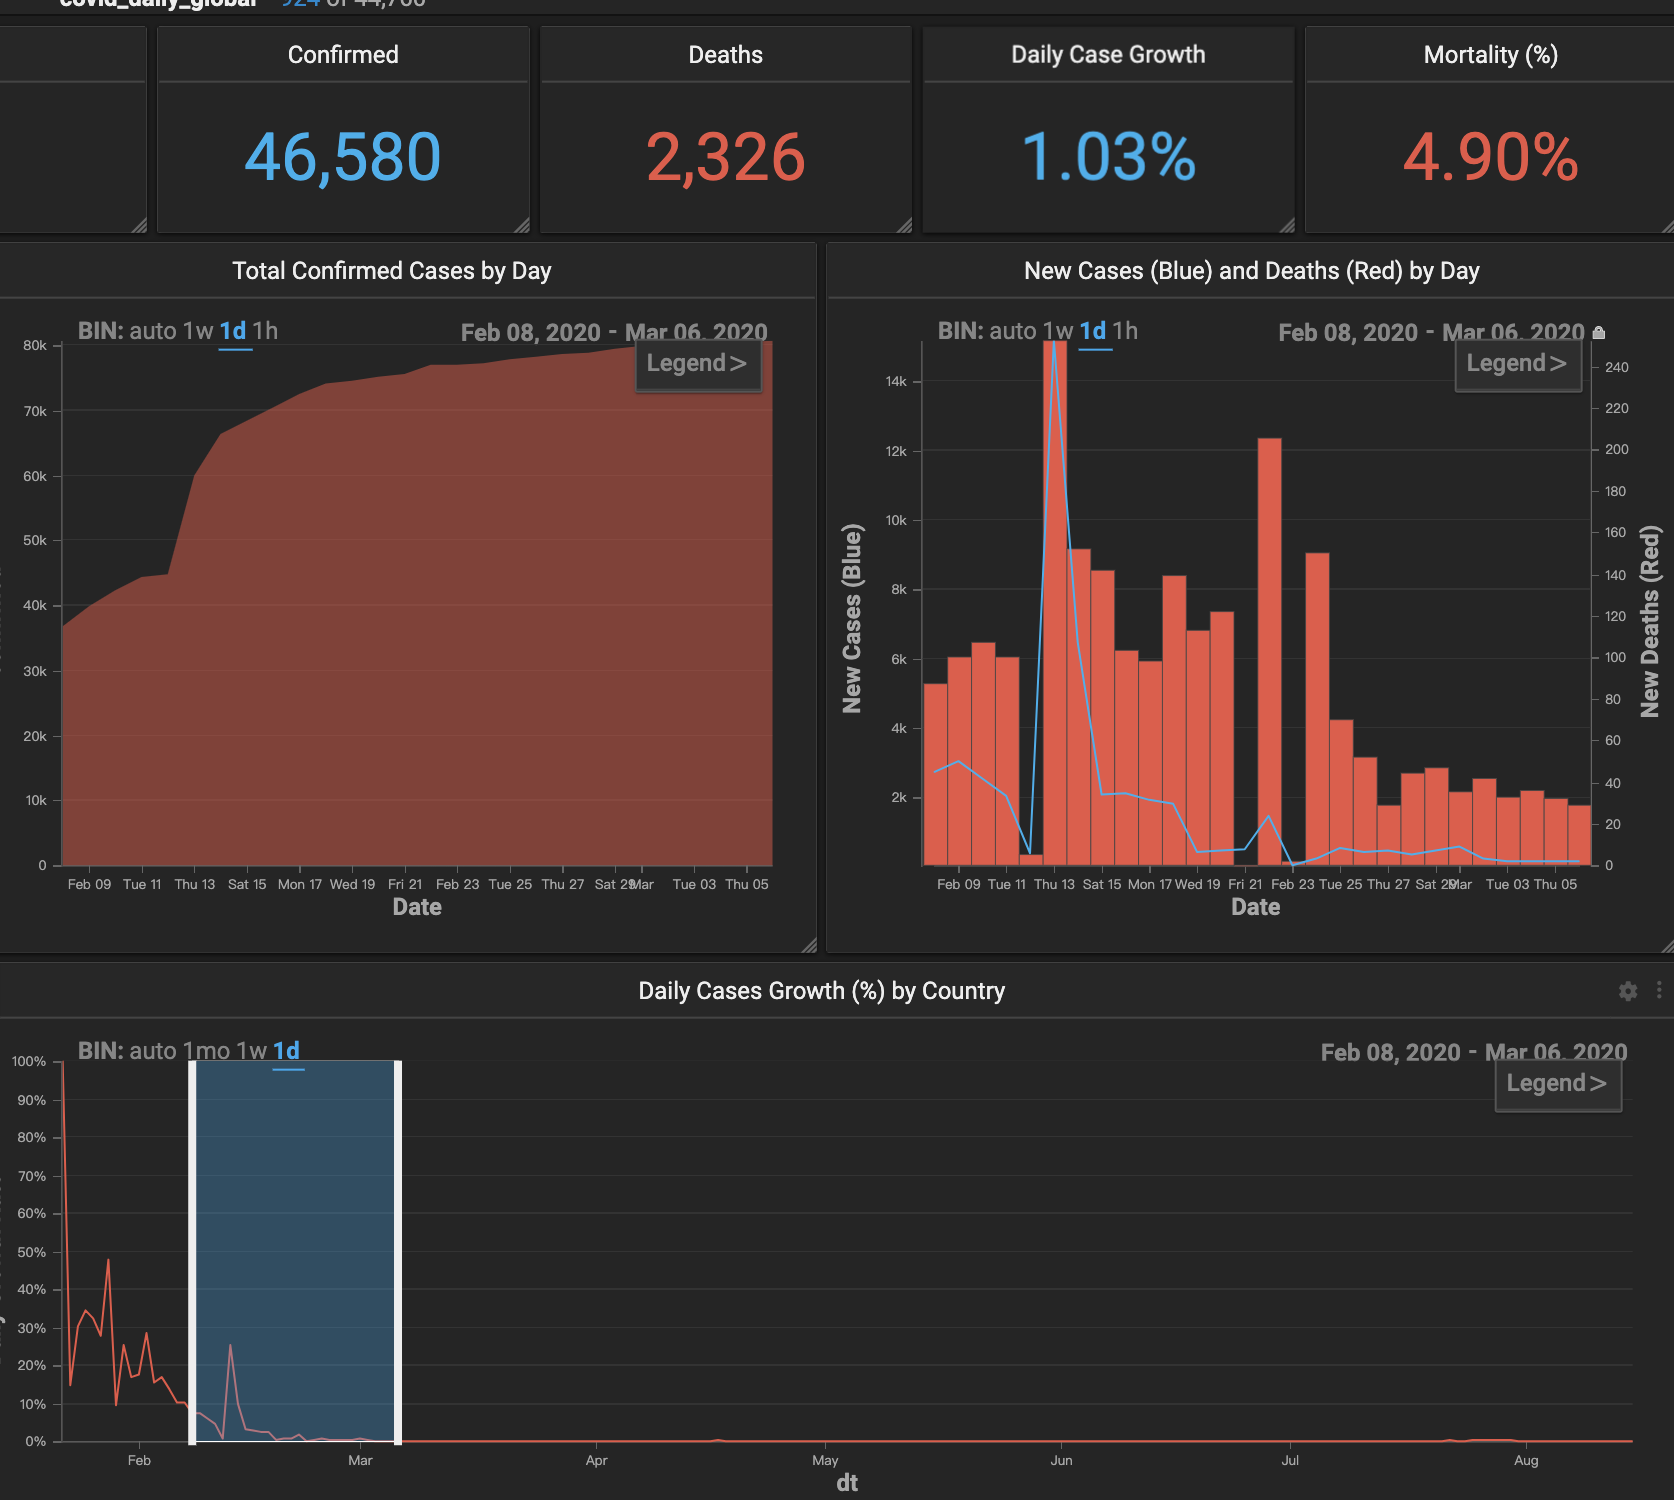 covid_daily_global 924 of 44,766
Confirmed
46,580
Deaths
2,326
Daily Case Growth
1.03%
Mortality (%)
4.90%
Total Confirmed Cases by Day
BIN: auto 1w 1d 1h
Feb 08, 2020 - Mar 06, 2020
Legend >
80k
70k
60k
50k
40k
30k
20k
10k
0
Feb 09 Tue 11 Thu 13 Sat 15 Mon 17 Wed 19 Fri 21 Feb 23 Tue 25 Thu 27 Sat 29 Mar Tue 03 Thu 05
Date
New Cases (Blue) and Deaths (Red) by Day
BIN: auto 1w 1d 1h
Feb 08, 2020 - Mar 06, 2020
Legend >
New Cases (Blue)
14k
12k
10k
8k
6k
4k
2k
240
220
200
180
160
140
120
100
80
60
40
20
0
New Deaths (Red)
Feb 09 Tue 11 Thu 13 Sat 15 Mon 17 Wed 19 Fri 21 Feb 23 Tue 25 Thu 27 Sat 29 Mar Tue 03 Thu 05
Date
Daily Cases Growth (%) by Country
BIN: auto 1mo 1w 1d
Feb 08, 2020 - Mar 06, 2020
Legend >
100%
90%
80%
70%
60%
50%
40%
30%
20%
10%
0%
Feb Mar Apr May Jun Jul Aug
dt